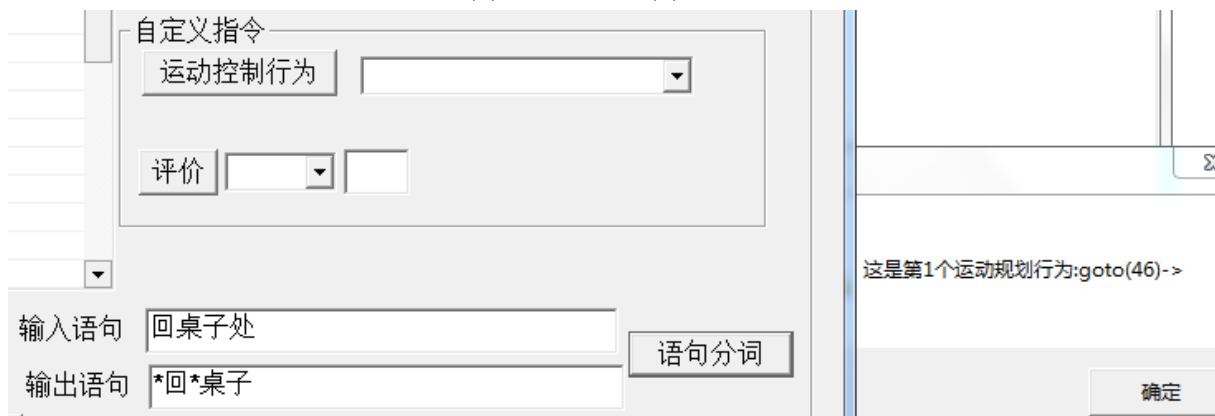 自定义指令
运动控制行为
评价
这是第1个运动规划行为:goto(46)->
输入语句 回桌子处
语句分词
输出语句 *回*桌子
确定